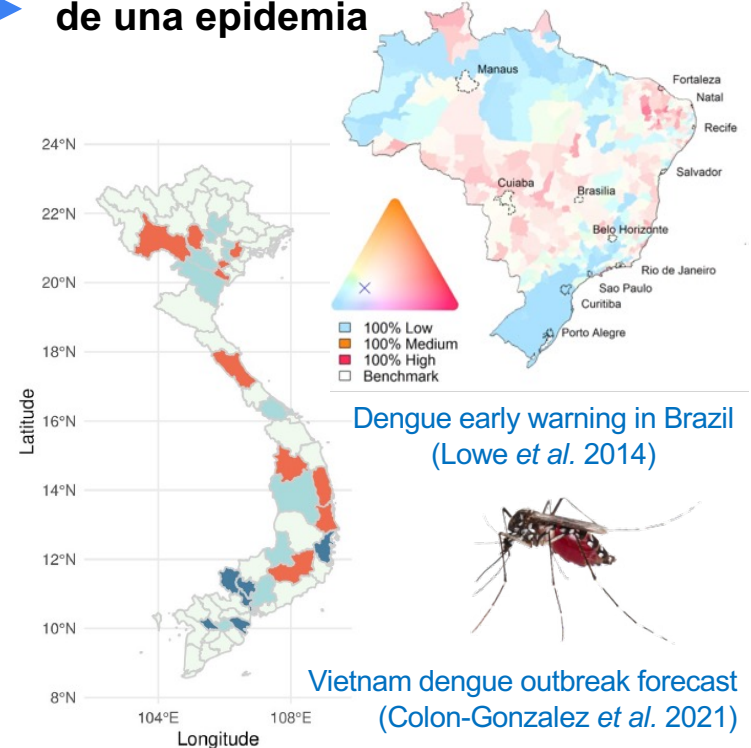 de una epidemia
Manaus
Fortaleza
Natal
Recife
Salvador
Cuiaba
Brasilia
Belo Horizonte
Rio de Janeiro
Sao Paulo
Curitiba
Porto Alegre
100% Low
100% Medium
100% High
Benchmark
Dengue early warning in Brazil
(Lowe et al. 2014)
24°N
22°N
20°N
18°N
16°N
14°N
12°N
10°N
8°N
Latitude
104°E
108°E
Longitude
Vietnam dengue outbreak forecast
(Colon-Gonzalez et al. 2021)